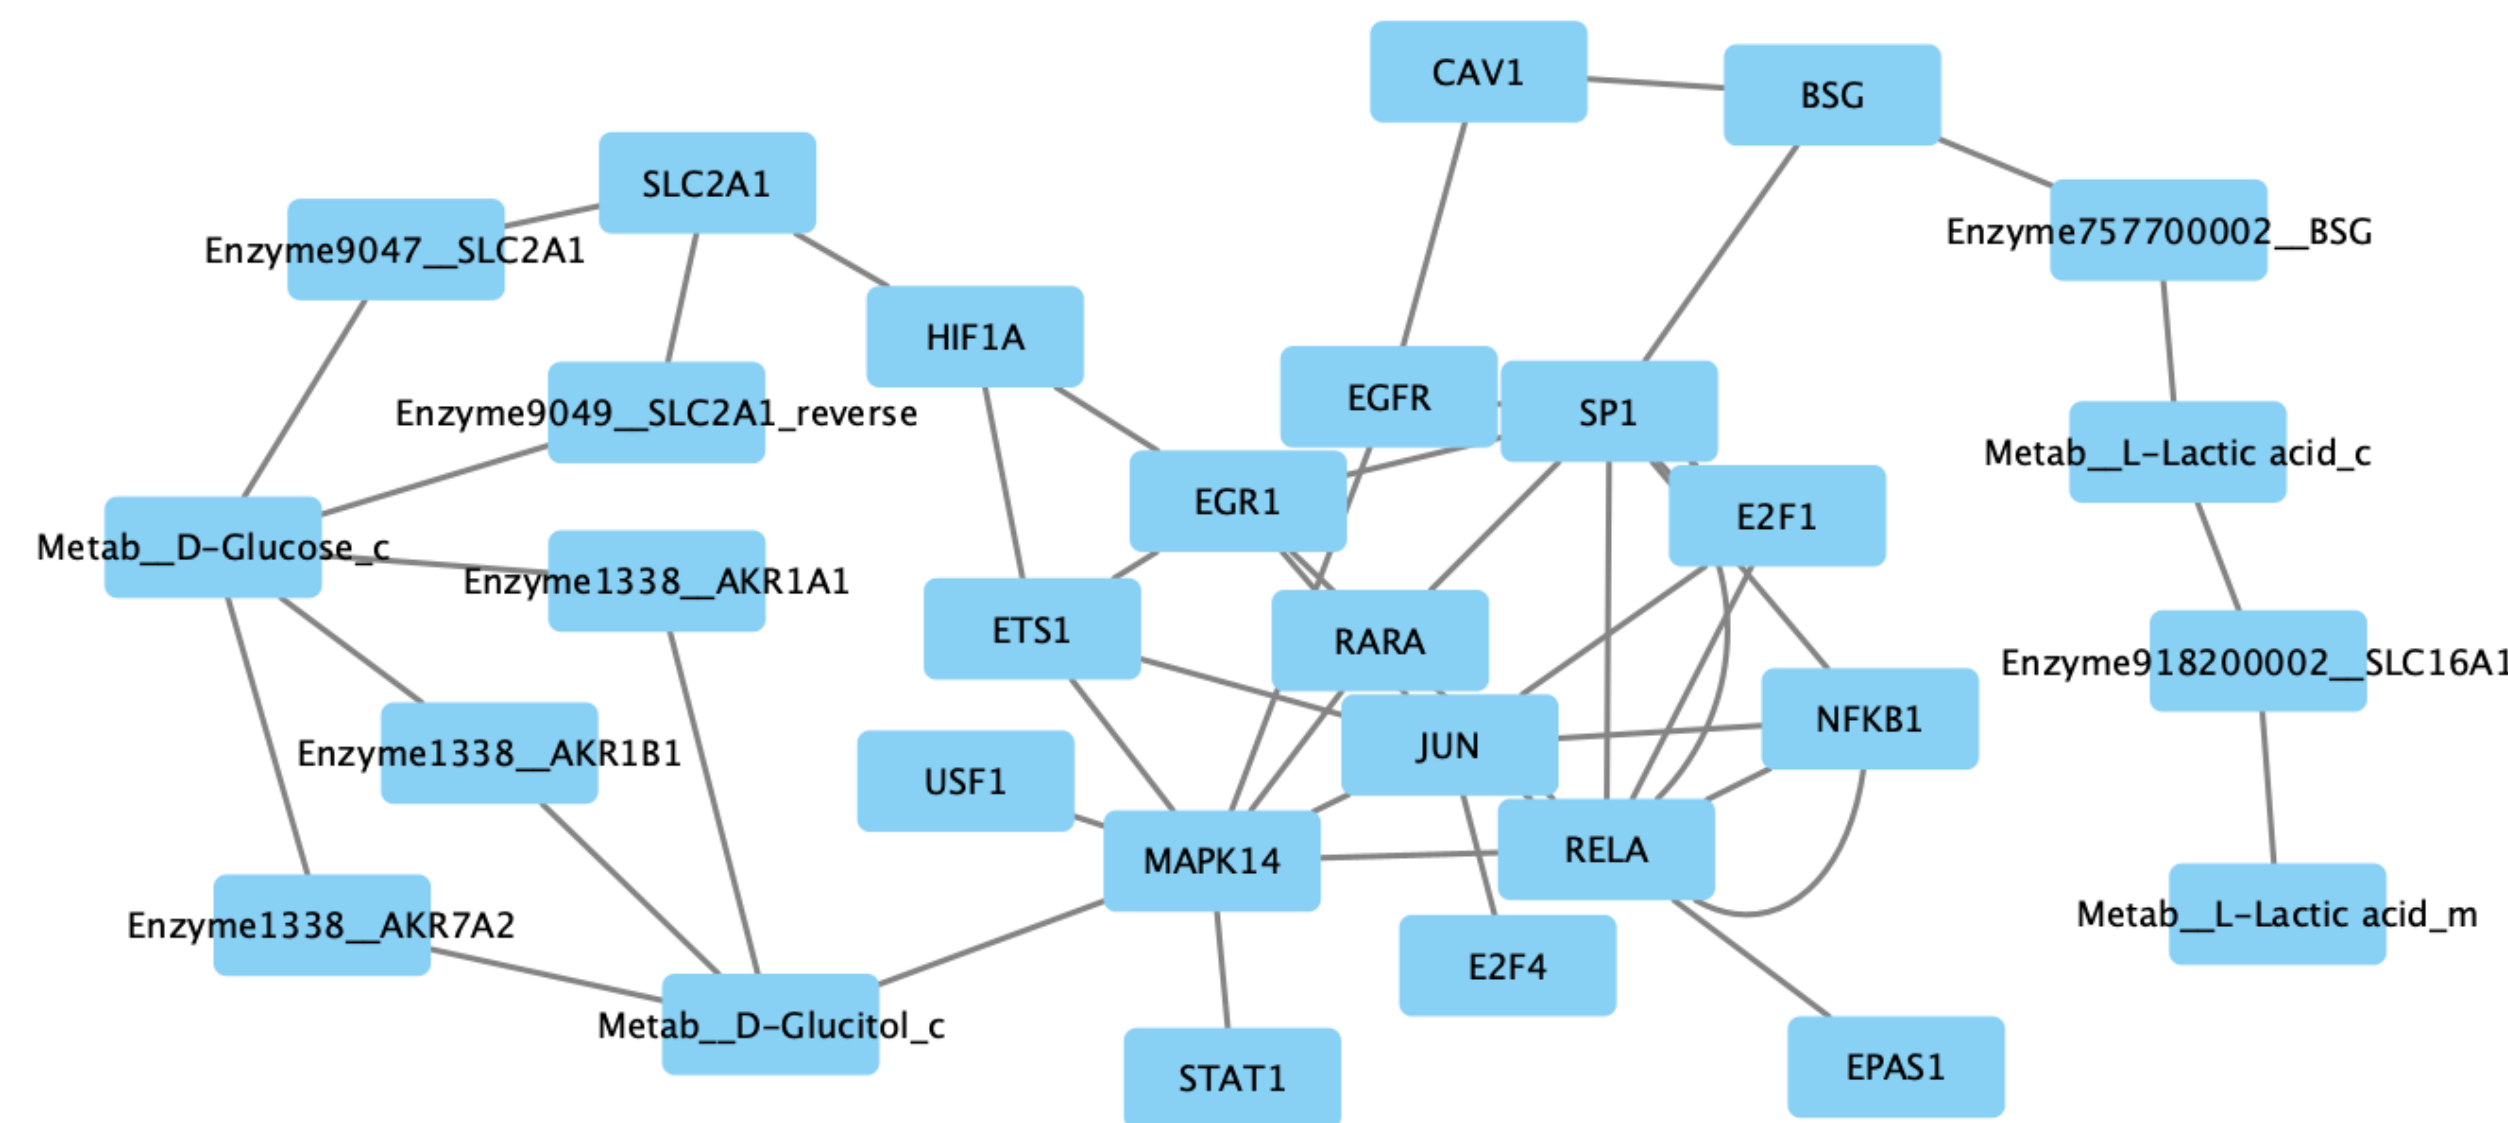 CAV1
BSG
SLC2A1
Enzyme9047__SLC2A1
Enzyme757700002__BSG
HIF1A
EGFR
SP1
Enzyme9049__SLC2A1_reverse
Metab__L-Lactic acid_c
EGR1
E2F1
Metab__D-Glucose_c
Enzyme1338__AKR1A1
ETS1
RARA
Enzyme918200002__SLC16A1
NFKB1
JUN
Enzyme1338__AKR1B1
USF1
RELA
MAPK14
Metab__L-Lactic acid_m
Enzyme1338__AKR7A2
E2F4
Metab__D-Glucitol_c
EPAS1
STAT1